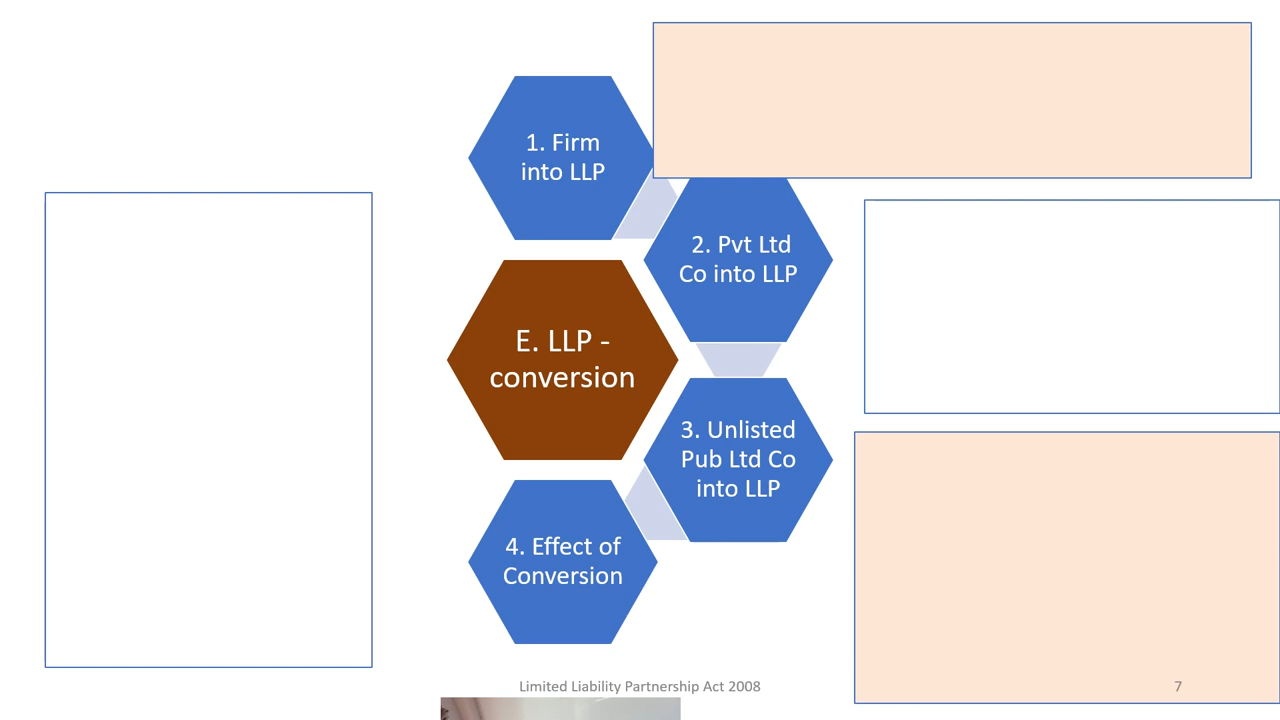 1. Firm
into LLP
2. Pvt Ltd
Co into LLP
E. LLP -
conversion
3. Unlisted
Pub Ltd Co
into LLP
4. Effect of
Conversion
Limited Liability Partnership Act 2008
7